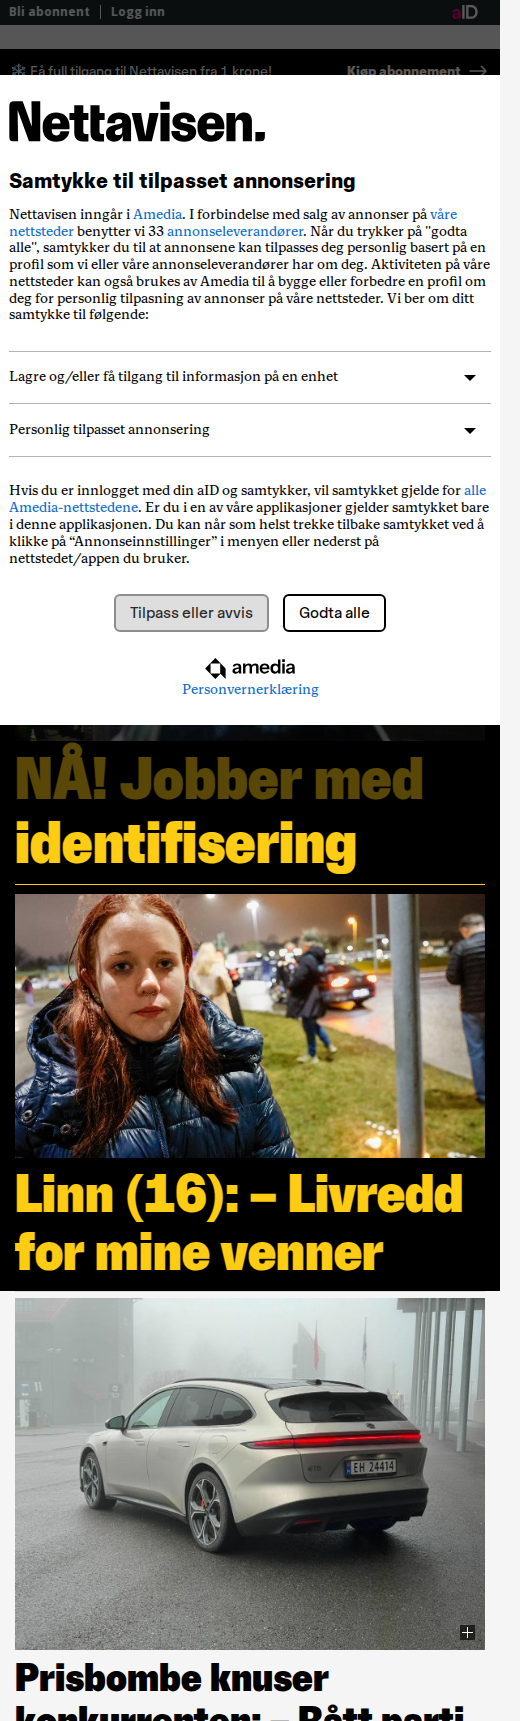 Bli abonnent | Logg inn
aID
Få full tilgang til Nettavisen fra 1 krone!
Kjøp abonnement
Nettavisen.
Samtykke til tilpasset annonsering
Nettavisen inngår i Amedia. I forbindelse med salg av annonser på våre
nettsteder benytter vi 33 annonseleverandører. Når du trykker på "godta
alle", samtykker du til at annonsene kan tilpasses deg personlig basert på en
profil som vi eller våre annonseleverandører har om deg. Aktiviteten på våre
nettsteder kan også brukes av Amedia til å bygge eller forbedre en profil om
deg for personlig tilpasning av annonser på våre nettsteder. Vi ber om ditt
samtykke til følgende:
Lagre og/eller få tilgang til informasjon på en enhet
Personlig tilpasset annonsering
Hvis du er innlogget med din aID og samtykker, vil samtykket gjelde for alle
Amedia-nettstedene. Er du i en av våre applikasjoner gjelder samtykket bare
i denne applikasjonen. Du kan når som helst trekke tilbake samtykket ved å
klikke på “Annonseinnstillinger” i menyen eller nederst på
nettstedet/appen du bruker.
Tilpass eller avvis
Godta alle
amedia
Personvernerklæring
NÅ! Jobber med
identifisering
Linn (16): – Livredd
for mine venner
EH 24414
Prisbombe knuser
konkurrenten: – Rått parti